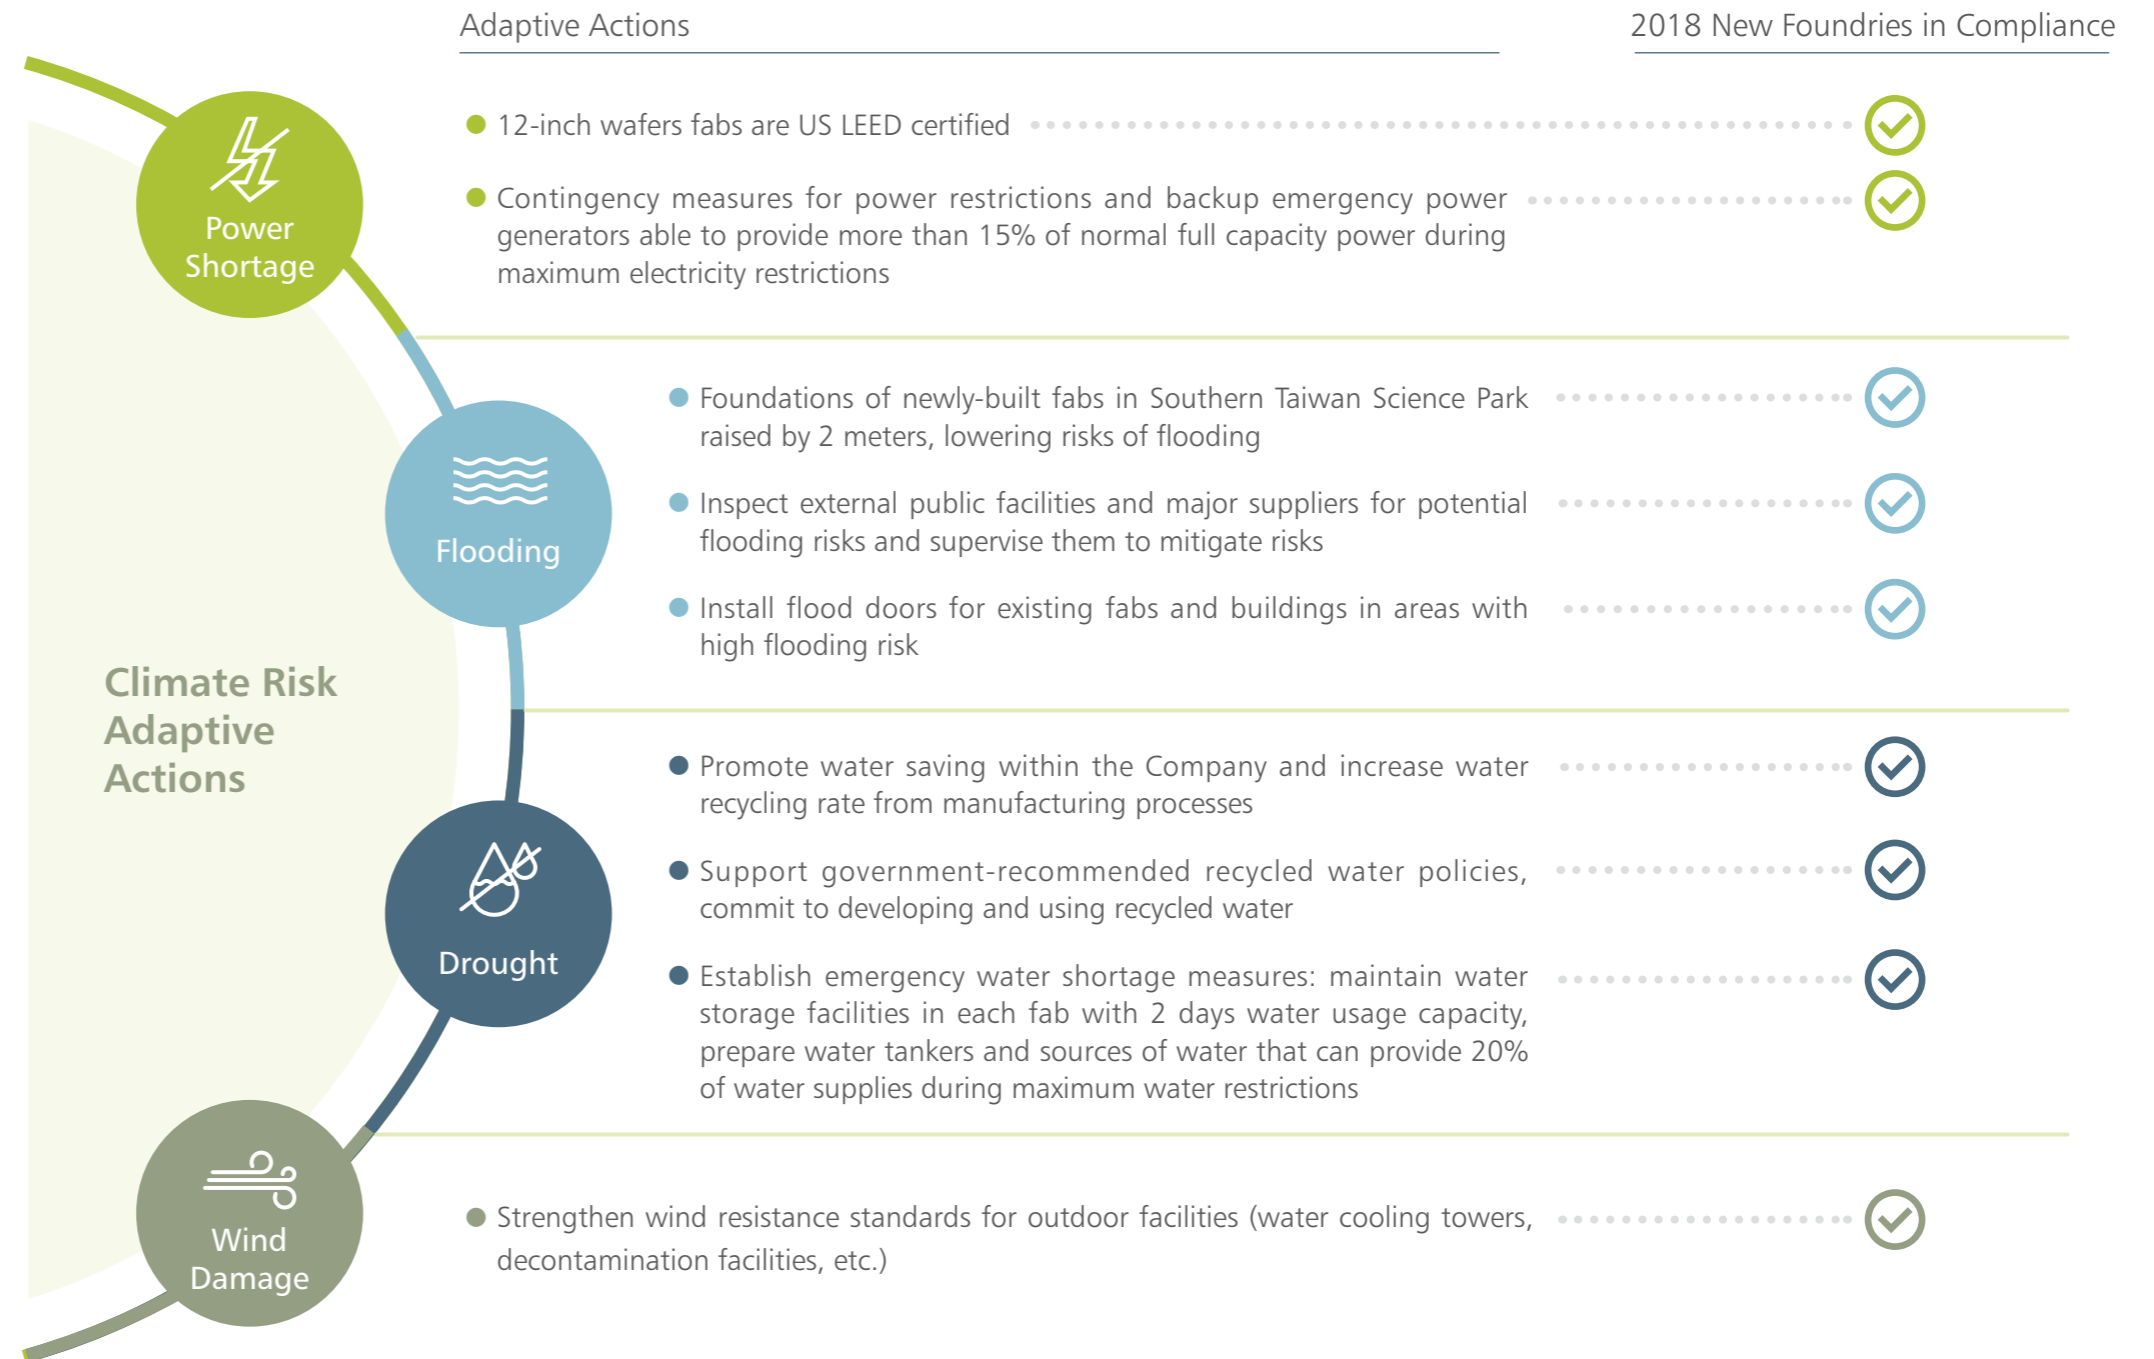 Adaptive Actions
2018 New Foundries in Compliance
Climate Risk
Adaptive
Actions
Power
Shortage
12-inch wafers fabs are US LEED certified
Contingency measures for power restrictions and backup emergency power
generators able to provide more than 15% of normal full capacity power during
maximum electricity restrictions
Flooding
Foundations of newly-built fabs in Southern Taiwan Science Park
raised by 2 meters, lowering risks of flooding
Inspect external public facilities and major suppliers for potential
flooding risks and supervise them to mitigate risks
Install flood doors for existing fabs and buildings in areas with
high flooding risk
Drought
Promote water saving within the Company and increase water
recycling rate from manufacturing processes
Support government-recommended recycled water policies,
commit to developing and using recycled water
Establish emergency water shortage measures: maintain water
storage facilities in each fab with 2 days water usage capacity,
prepare water tankers and sources of water that can provide 20%
of water supplies during maximum water restrictions
Wind
Damage
Strengthen wind resistance standards for outdoor facilities (water cooling towers,
decontamination facilities, etc.)